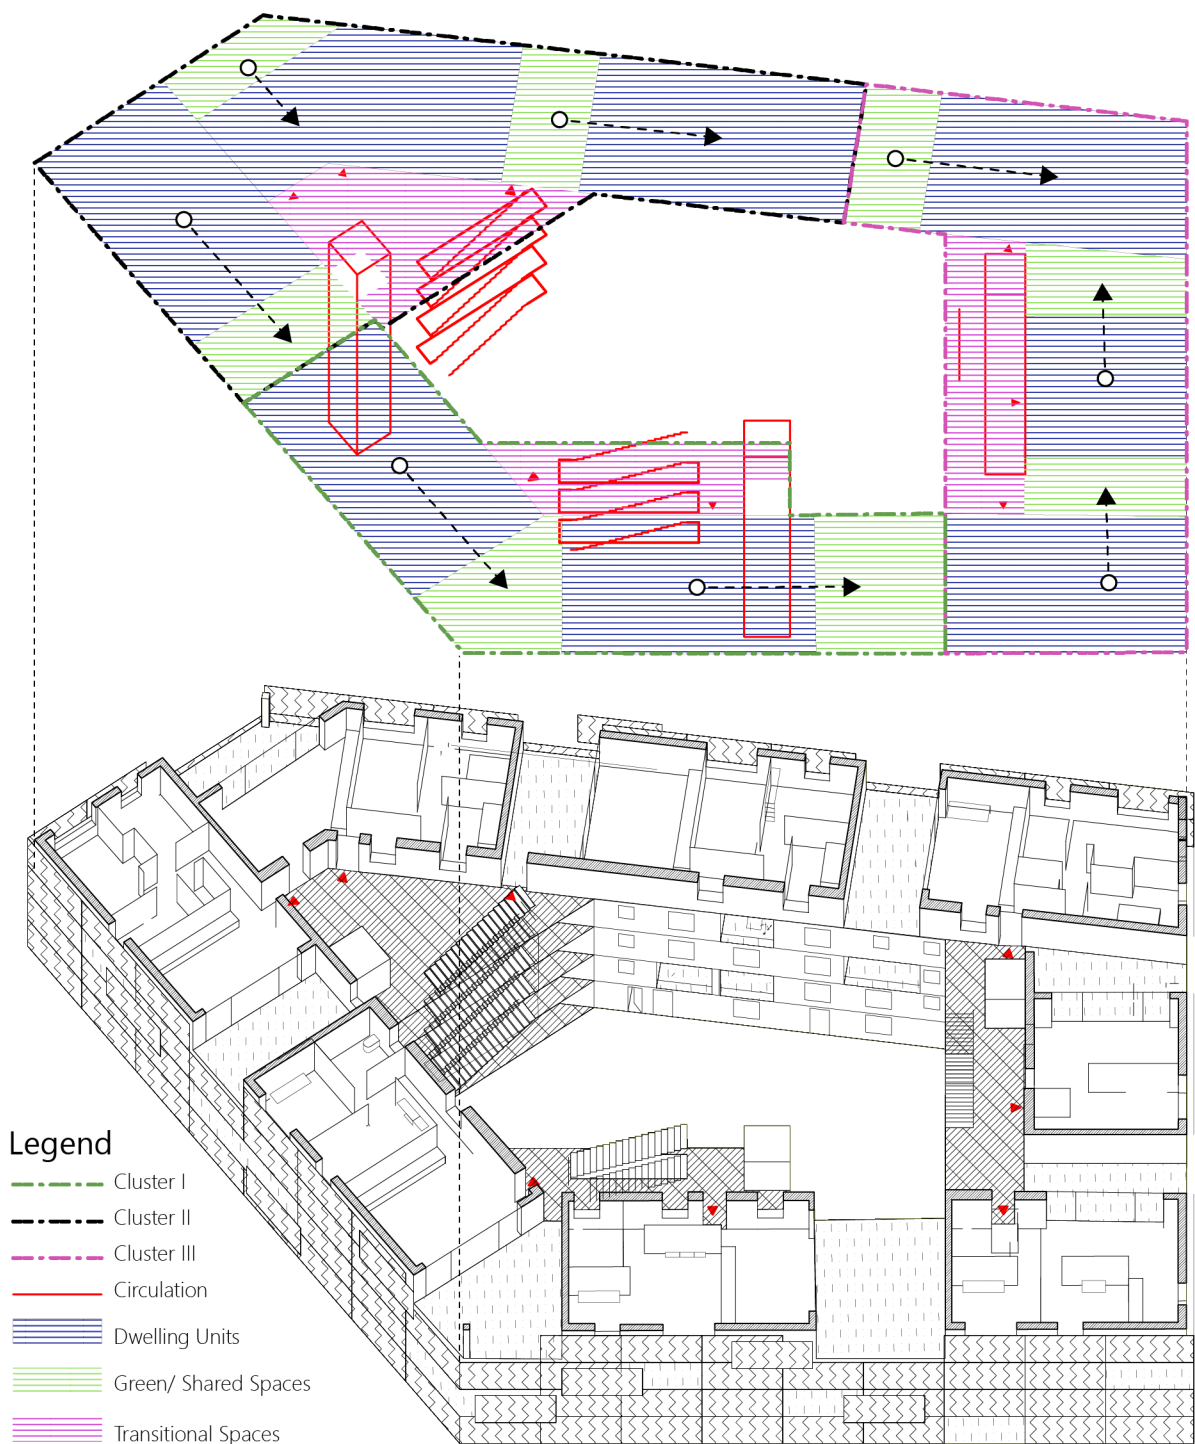 Legend
Cluster I
Cluster II
Cluster III
Circulation
Dwelling Units
Green/ Shared Spaces
Transitional Spaces